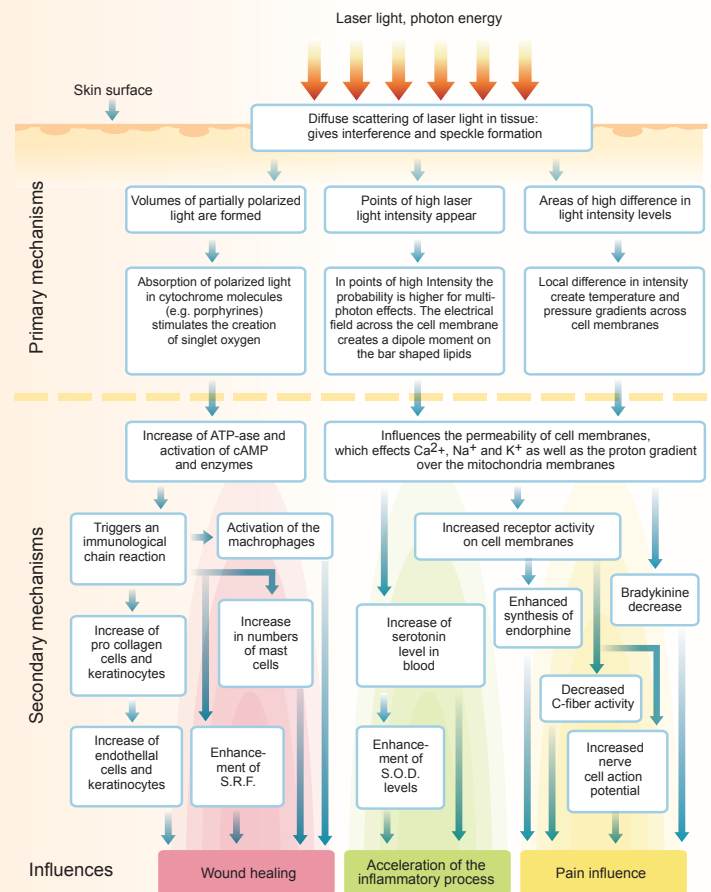 Laser light, photon energy
Skin surface
Diffuse scattering of laser light in tissue:
gives interference and speckle formation
Primary mechanisms
Volumes of partially polarized
light are formed
Points of high laser
light intensity appear
Areas of high difference in
light intensity levels
Absorption of polarized light
in cytochrome molecules
(e.g. porphyrines)
stimulates the creation
of singlet oxygen
In points of high Intensity the
probability is higher for multi-
photon effects. The electrical
field across the cell membrane
creates a dipole moment on
the bar shaped lipids
Local difference in intensity
create temperature and
pressure gradients across
cell membranes
Secondary mechanisms
Increase of ATP-ase and
activation of cAMP
and enzymes
Influences the permeability of cell membranes,
which effects Ca2+, Na+ and K+ as well as the proton gradient
over the mitochondria membranes
Triggers an
immunological
chain reaction
Activation of the
machrophages
Increased receptor activity
on cell membranes
Increase of
pro collagen
cells and
keratinocytes
Increase
in numbers
of mast
cells
Increase of
serotonin
level in
blood
Enhanced
synthesis of
endorphine
Bradykinine
decrease
Decreased
C-fiber activity
Increase of
endothellal
cells and
keratinocytes
Enhance-
ment of
S.R.F.
Enhance-
ment of
S.O.D.
levels
Increased
nerve
cell action
potential
Influences
Wound healing
Acceleration of the
inflammatory process
Pain influence